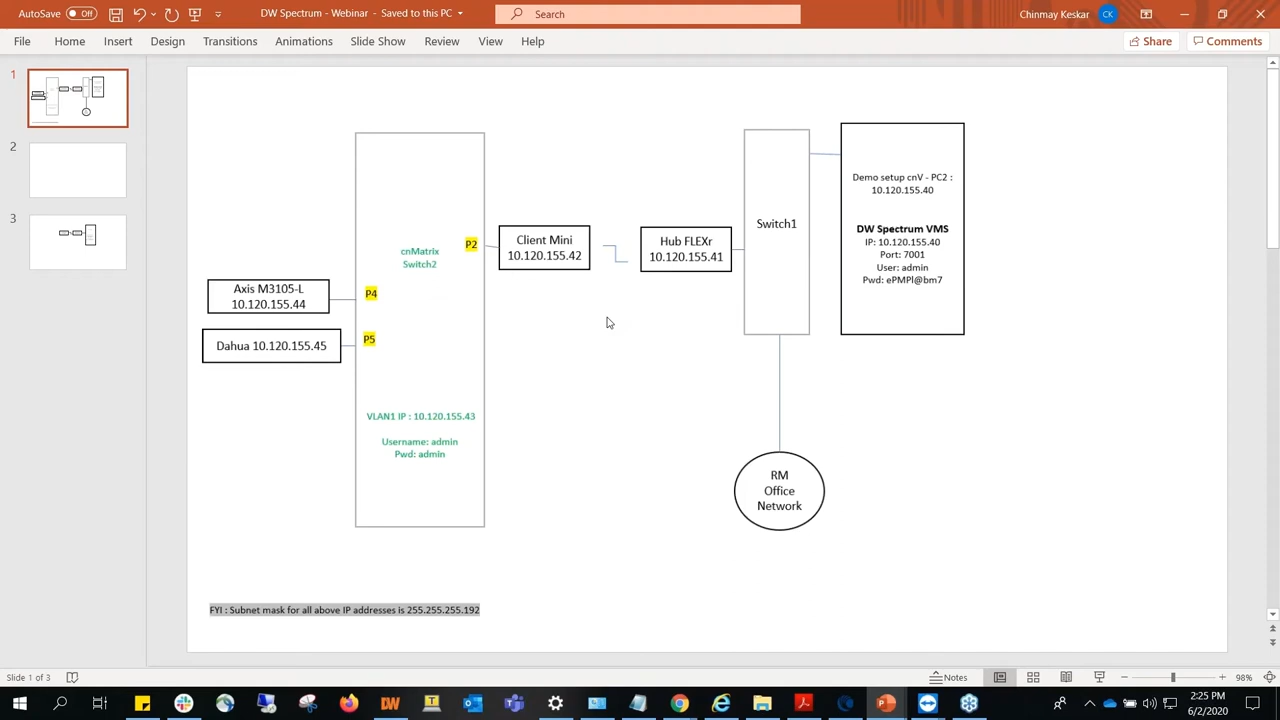 AutoSave Off
DW Spectrum - Webinar - Saved to this PC
Search
Chinmay Keskar CK
File Home Insert Design Transitions Animations Slide Show Review View Help
Share Comments
1
2
3
Demo setup cnV - PC2 :
10.120.155.40
DW Spectrum VMS
IP: 10.120.155.40
Port: 7001
User: admin
Pwd: ePMPl@bm7
Switch1
Hub FLEXr
10.120.155.41
Client Mini
10.120.155.42
P2
cnMatrix
Switch2
P4
P5
Axis M3105-L
10.120.155.44
Dahua 10.120.155.45
VLAN1 IP : 10.120.155.43
Username: admin
Pwd: admin
RM
Office
Network
FYI : Subnet mask for all above IP addresses is 255.255.255.192
Slide 1 of 3
Notes
98%
DW
T
P
2:25 PM
6/2/2020